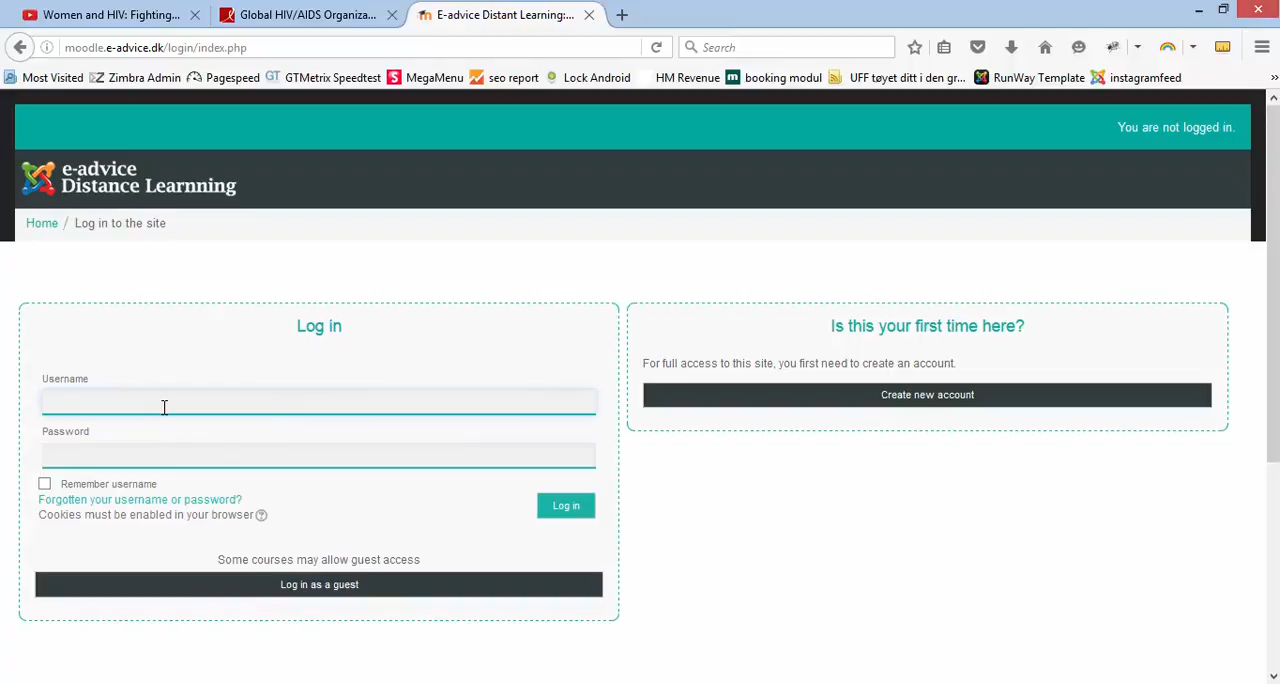 Women and HIV: Fighting...
Global HIV/AIDS Organiza...
E-advice Distant Learning:...
moodle.e-advice.dk/login/index.php
Search
Most Visited
Zimbra Admin
Pagespeed
GT GTMetrix Speedtest
S MegaMenu
seo report
Lock Android
HM Revenue
m booking modul
UFF tøyet ditt i den gr...
RunWay Template
instagramfeed
You are not logged in.
e-advice
Distance Learnning
Home / Log in to the site
Log in
Username
Password
Remember username
Forgotten your username or password?
Cookies must be enabled in your browser
Log in
Some courses may allow guest access
Log in as a guest
Is this your first time here?
For full access to this site, you first need to create an account.
Create new account